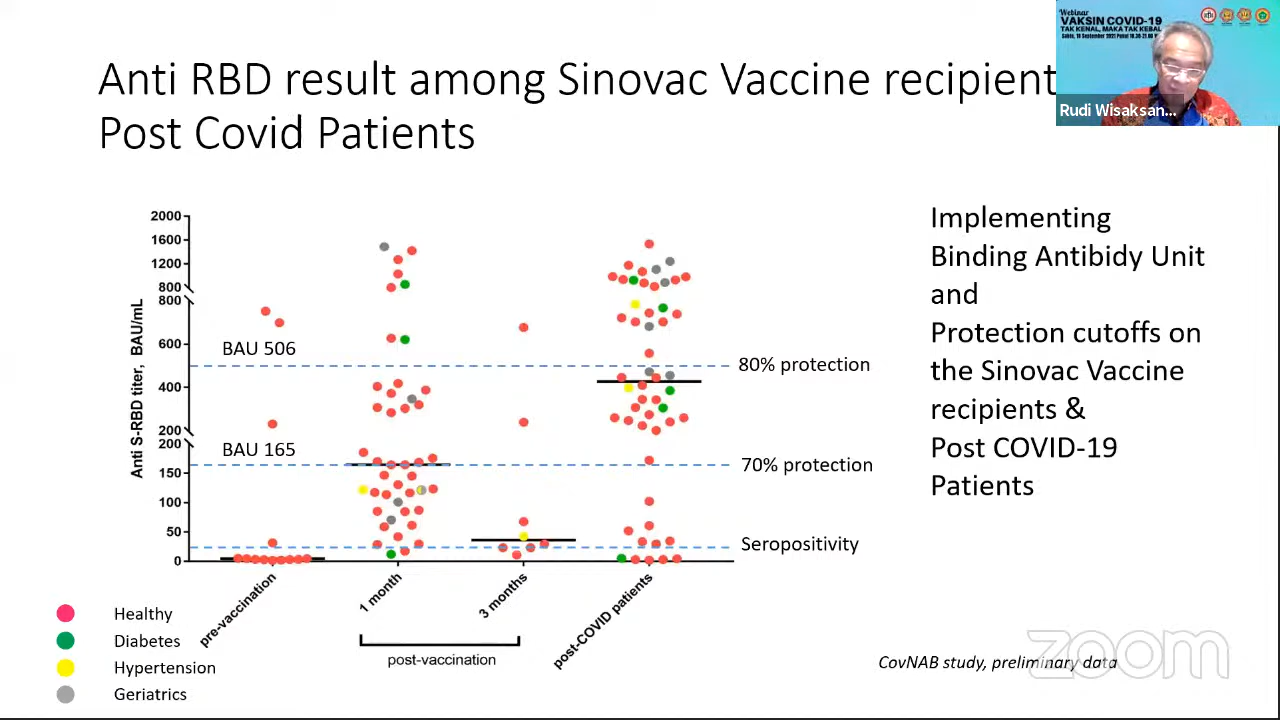 Webinar
VAKSIN COVID-19
TAK KENAL, MAKA TAK KEBAL
Rudi Wisaksan...
Anti RBD result among Sinovac Vaccine recipient
Post Covid Patients
Implementing
Binding Antibidy Unit
and
Protection cutoffs on
the Sinovac Vaccine
recipients &
Post COVID-19
Patients
Anti S-RBD titer, BAU/mL
2000
1600
1200
800
800
600
400
200
200
150
100
50
0
BAU 506
BAU 165
80% protection
70% protection
Seropositivity
pre-vaccination
1 month
3 months
post-COVID patients
post-vaccination
Healthy
Diabetes
Hypertension
Geriatrics
CovNAB study, preliminary data
zoom